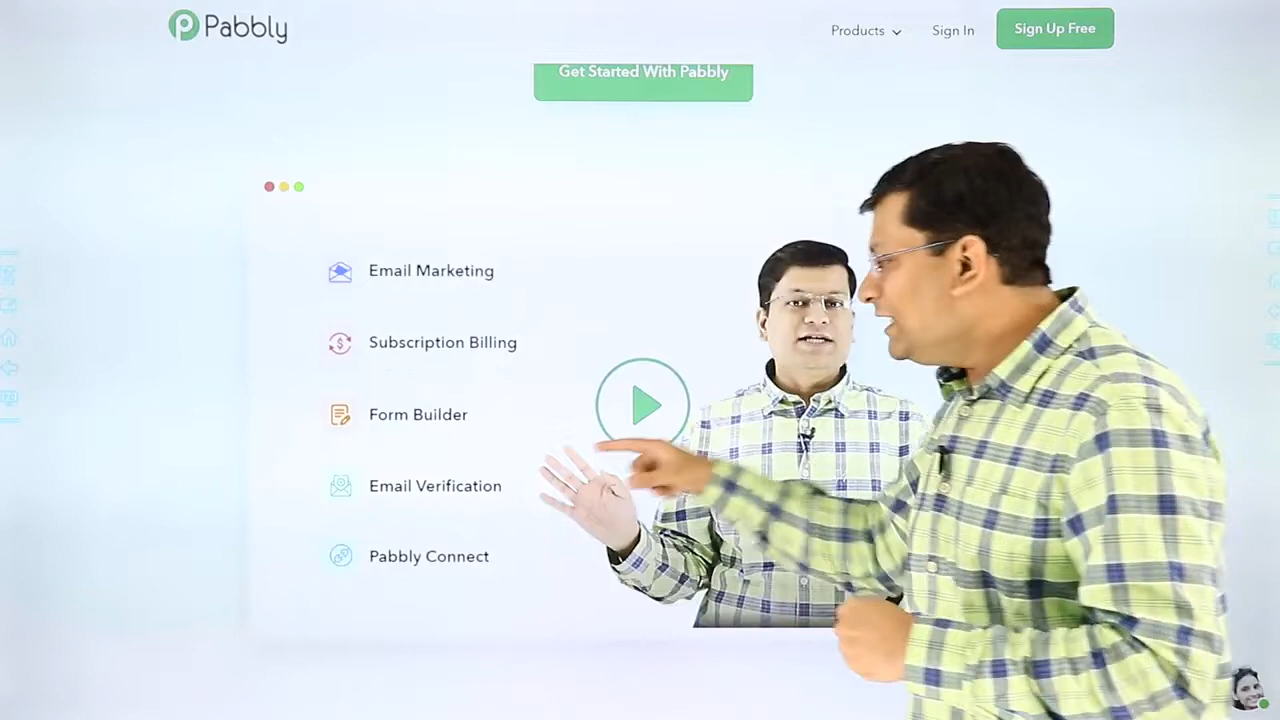 Pabbly
Products
Sign In
Sign Up Free
Get Started With Pabbly
Email Marketing
Subscription Billing
Form Builder
Email Verification
Pabbly Connect